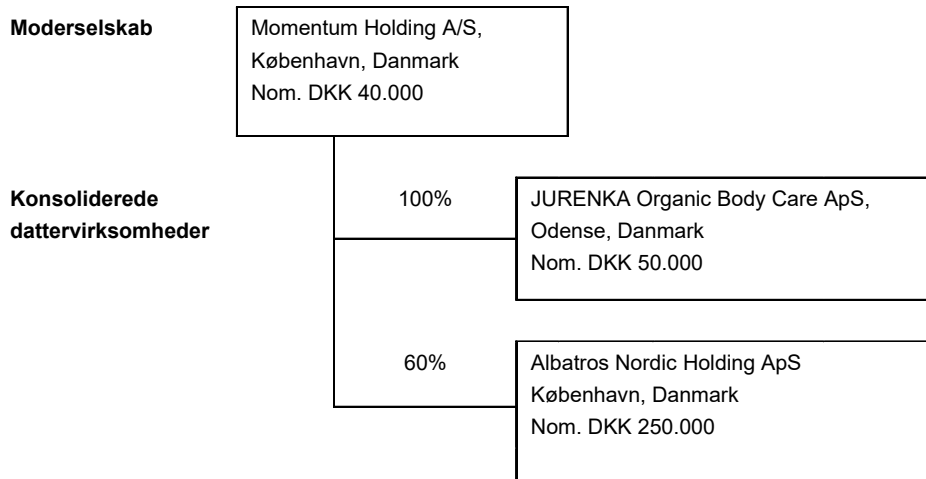 Moderselskab
Momentum Holding A/S,
København, Danmark
Nom. DKK 40.000
Konsoliderede
dattervirksomheder
100%
JURENKA Organic Body Care ApS,
Odense, Danmark
Nom. DKK 50.000
60%
Albatros Nordic Holding ApS
København, Danmark
Nom. DKK 250.000